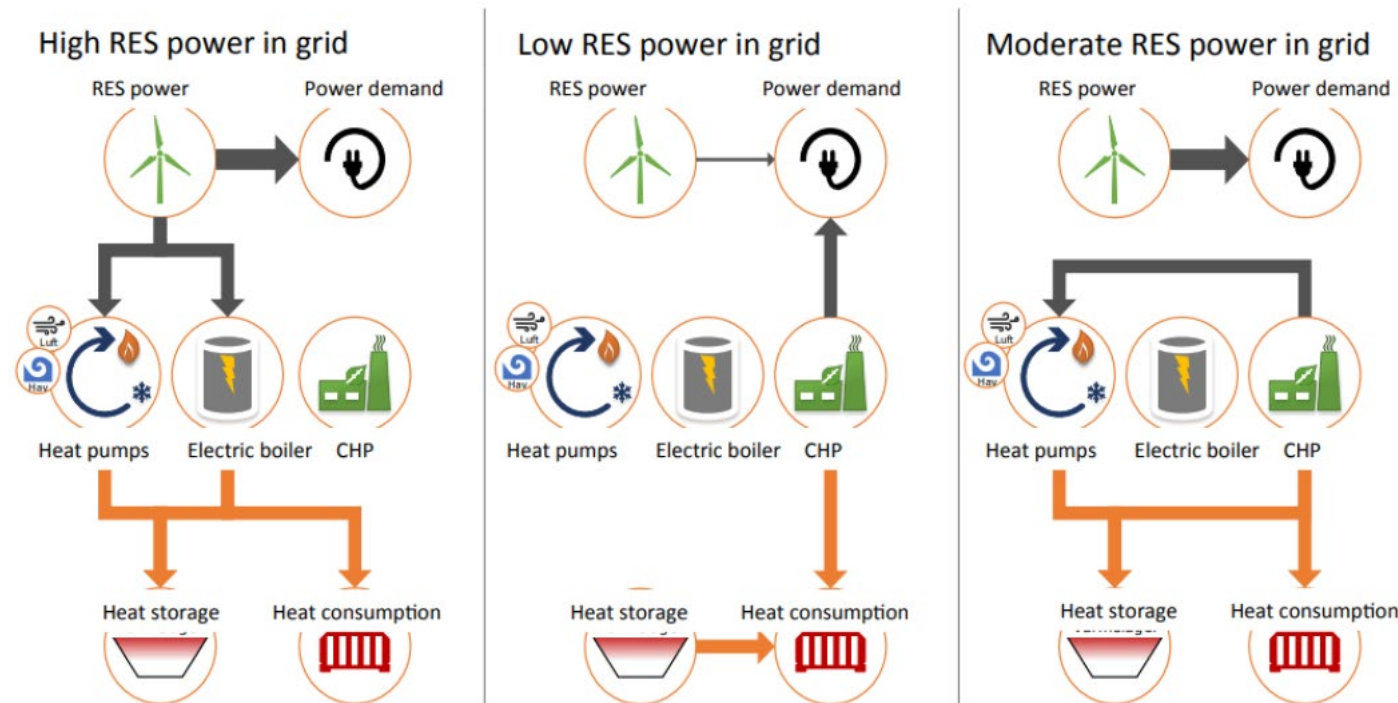 High RES power in grid
RES power
Power demand
Luft
Hav
Heat pumps
Electric boiler
CHP
Heat storage
Heat consumption
Low RES power in grid
RES power
Power demand
Luft
Hav
Heat pumps
Electric boiler
CHP
Heat storage
Heat consumption
Moderate RES power in grid
RES power
Power demand
Luft
Hav
Heat pumps
Electric boiler
CHP
Heat storage
Heat consumption